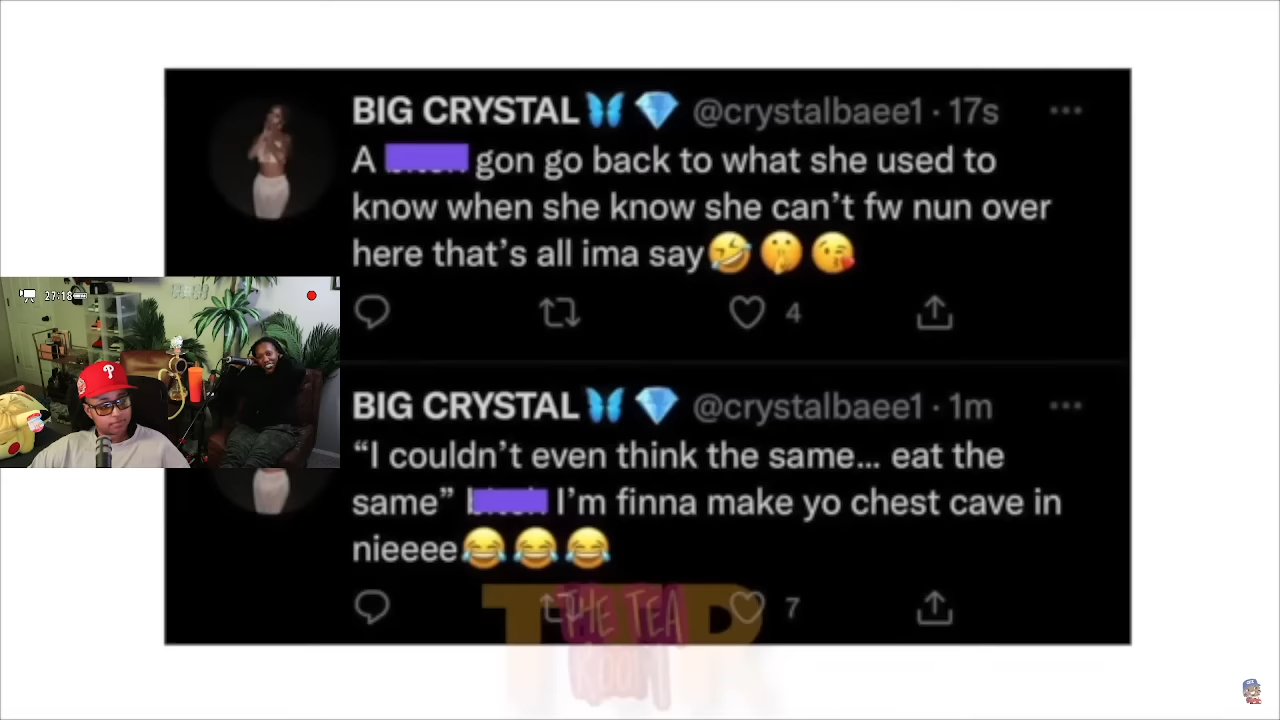 BIG CRYSTAL🦋💎 @crystalbaee1 · 17s
A gon go back to what she used to
know when she know she can't fw nun over
here that's all ima say🤣🤫😘
4
27:18
BIG CRYSTAL🦋💎 @crystalbaee1 · 1m
“I couldn't even think the same... eat the
same” I'm finna make yo chest cave in
nieeee😂😂😂
7
THE TEA
ROOM
P